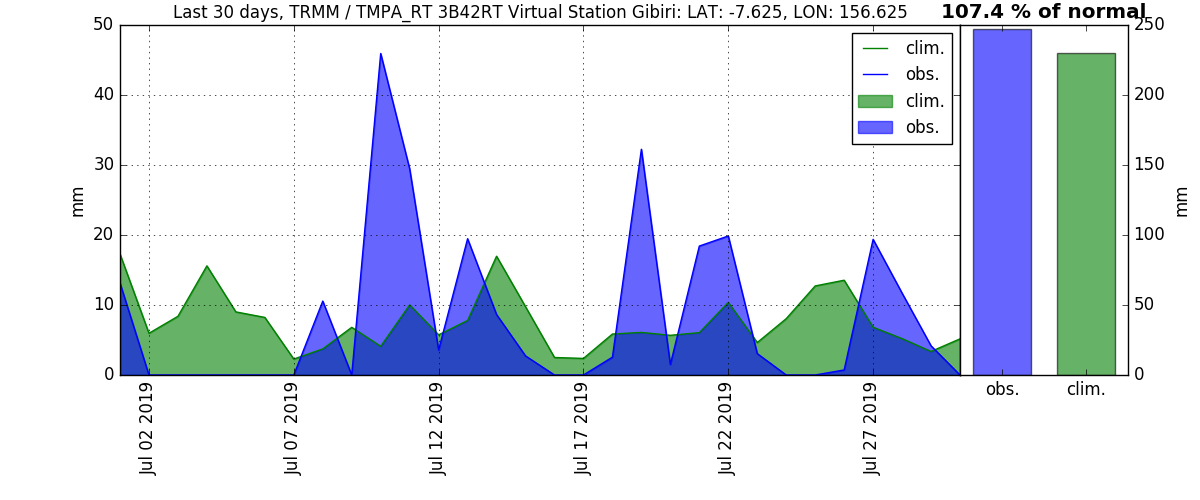 Last 30 days, TRMM / TMPA_RT 3B42RT Virtual Station Gibiri: LAT: -7.625, LON: 156.625
107.4 % of normal
50
40
30
20
10
0
mm
clim.
obs.
clim.
obs.
250
200
150
100
50
0
mm
obs.
clim.
Jul 02 2019
Jul 07 2019
Jul 12 2019
Jul 17 2019
Jul 22 2019
Jul 27 2019